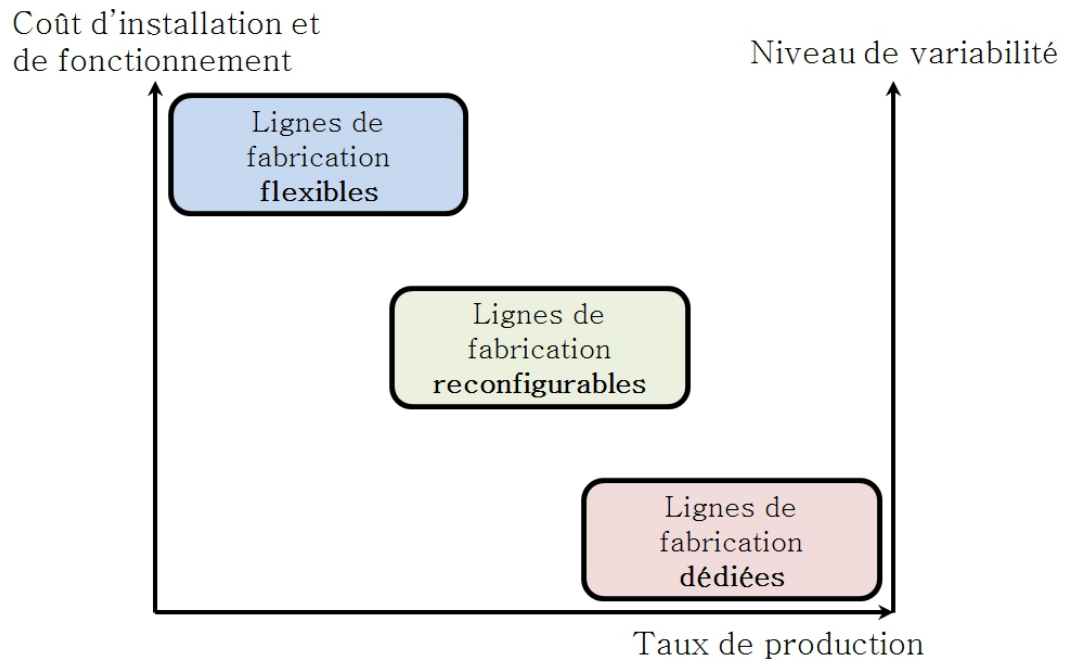 Coût d'installation et
de fonctionnement
Niveau de variabilité
Lignes de
fabrication
flexibles
Lignes de
fabrication
reconfigurables
Lignes de
fabrication
dédiées
Taux de production